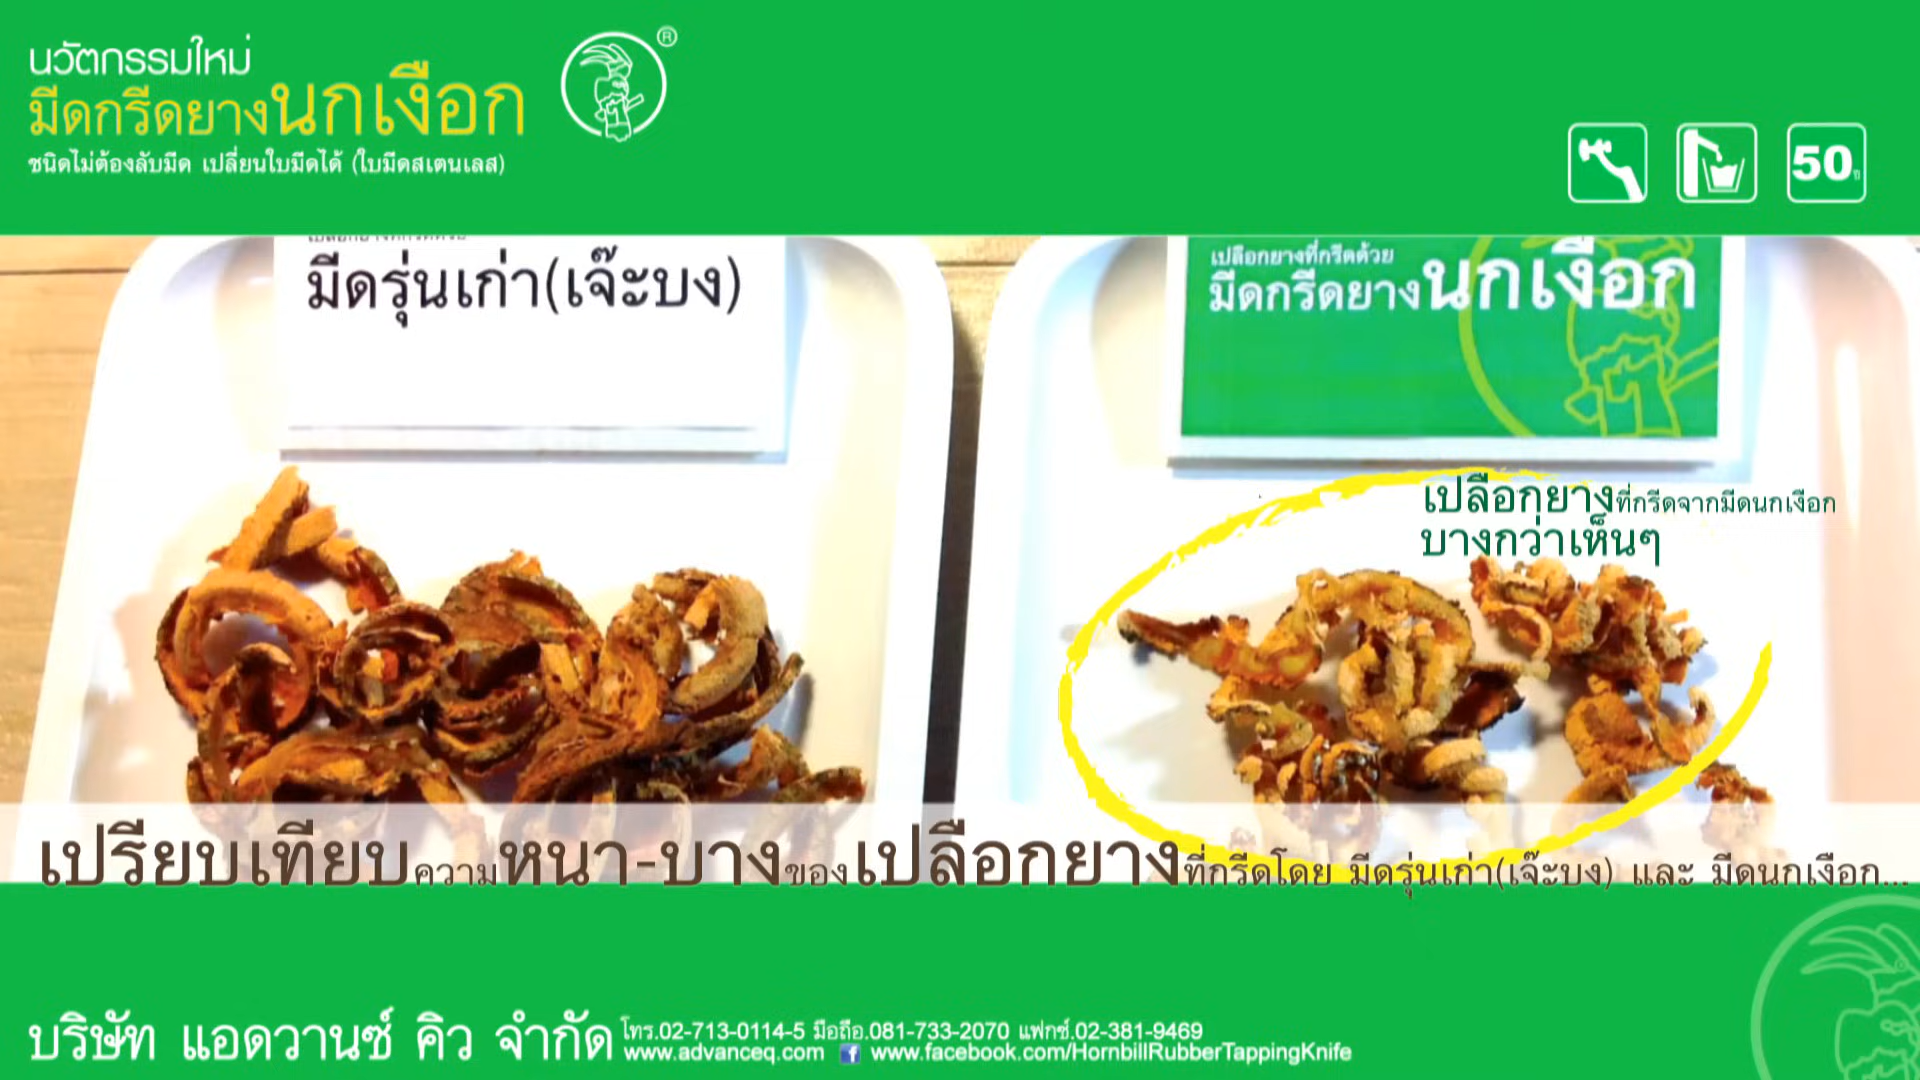 นวัตกรรมใหม่
มีดกรีดยางนกเงือก
ชนิดไม่ต้องลับมีด เปลี่ยนใบมีดได้ (ใบมีดสเตนเลส)
®
50
มีดรุ่นเก่า(เจ๊ะบง)
เปลือกยางที่กรีดด้วย
มีดกรีดยางนกเงือก
เปลือกยางที่กรีดจากมีดนกเงือก
บางกว่าเห็นๆ
เปรียบเทียบความหนา-บางของเปลือกยางที่กรีดโดย มีดรุ่นเก่า(เจ๊ะบง) และ มีดนกเงือก...
บริษัท แอดวานซ์ คิว จำกัด
โทร.02-713-0114-5 มือถือ.081-733-2070 แฟกซ์.02-381-9469
www.advanceq.com f www.facebook.com/HornbillRubberTappingKnife